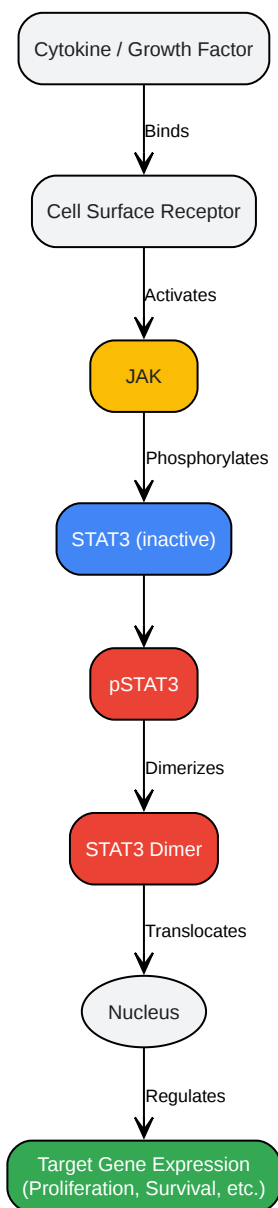 Cytokine / Growth Factor
Binds
Cell Surface Receptor
Activates
JAK
Phosphorylates
STAT3 (inactive)
pSTAT3
Dimerizes
STAT3 Dimer
Translocates
Nucleus
Regulates
Target Gene Expression
(Proliferation, Survival, etc.)